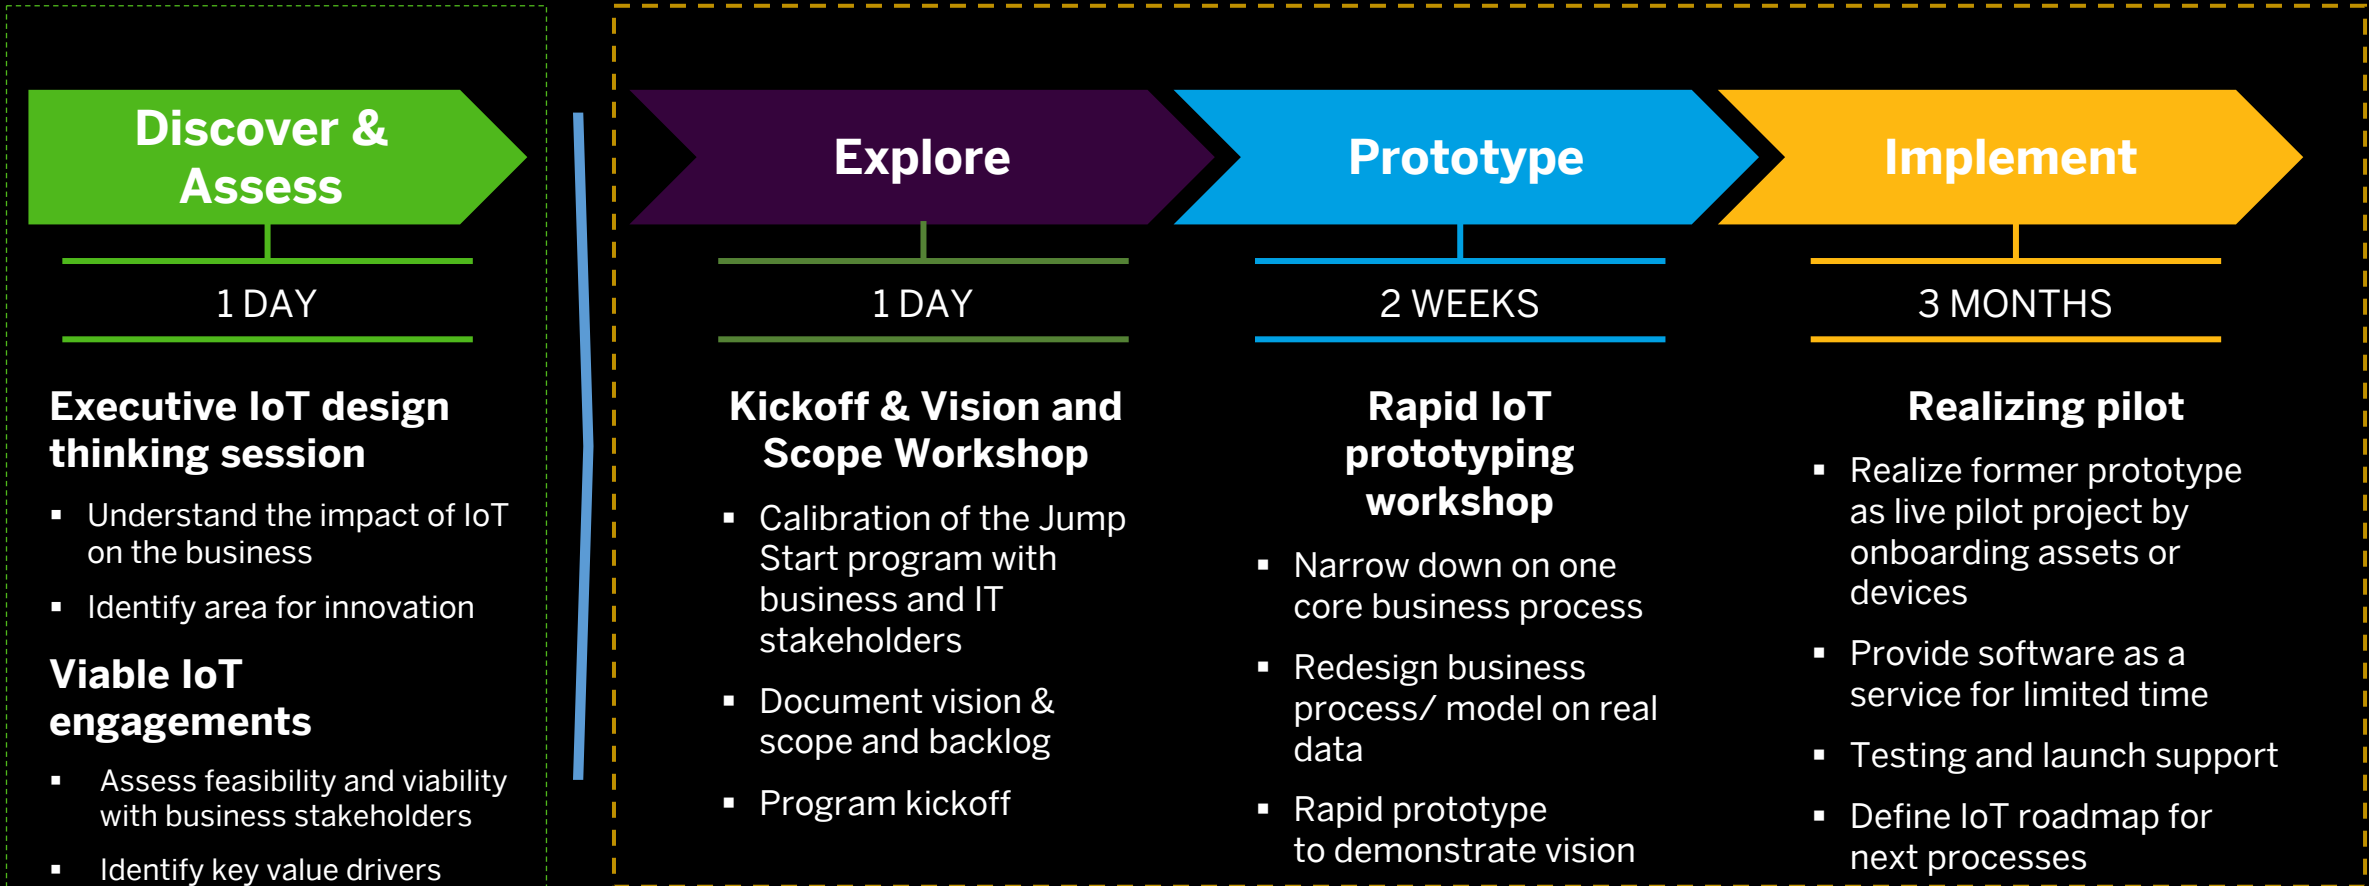 Discover &
Assess
1 DAY
Executive IoT design
thinking session
▪ Understand the impact of IoT
on the business
▪ Identify area for innovation
Viable IoT
engagements
▪ Assess feasibility and viability
with business stakeholders
▪ Identify key value drivers
Explore
1 DAY
Kickoff & Vision and
Scope Workshop
▪ Calibration of the Jump
Start program with
business and IT
stakeholders
▪ Document vision &
scope and backlog
▪ Program kickoff
Prototype
2 WEEKS
Rapid IoT
prototyping
workshop
▪ Narrow down on one
core business process
▪ Redesign business
process/ model on real
data
▪ Rapid prototype
to demonstrate vision
Implement
3 MONTHS
Realizing pilot
▪ Realize former prototype
as live pilot project by
onboarding assets or
devices
▪ Provide software as a
service for limited time
▪ Testing and launch support
▪ Define IoT roadmap for
next processes